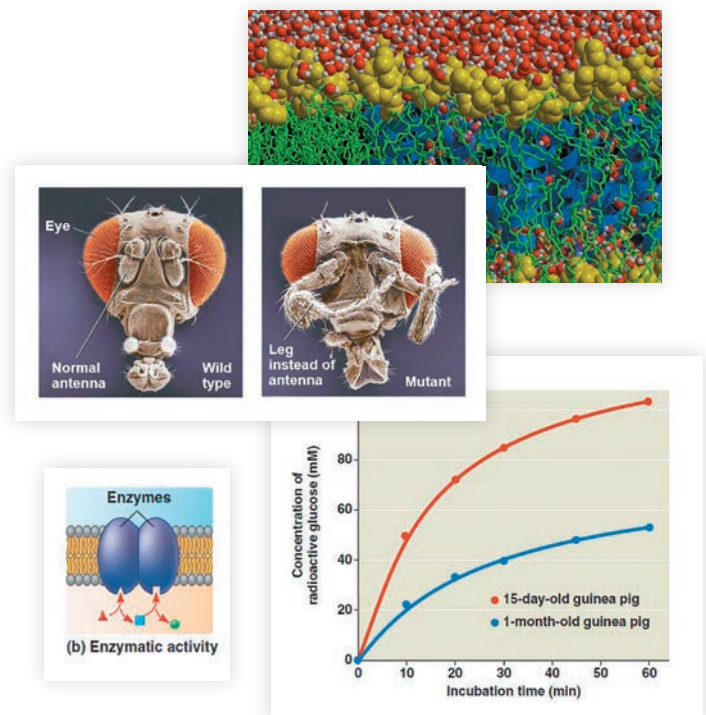 Eye
Normal
antenna
Wild
type
Leg
instead of
antenna
Mutant
Enzymes
(b) Enzymatic activity
Concentration of
radioactive glucose (mM)
80
60
40
20
0
15-day-old guinea pig
1-month-old guinea pig
0 10 20 30 40 50 60
Incubation time (min)